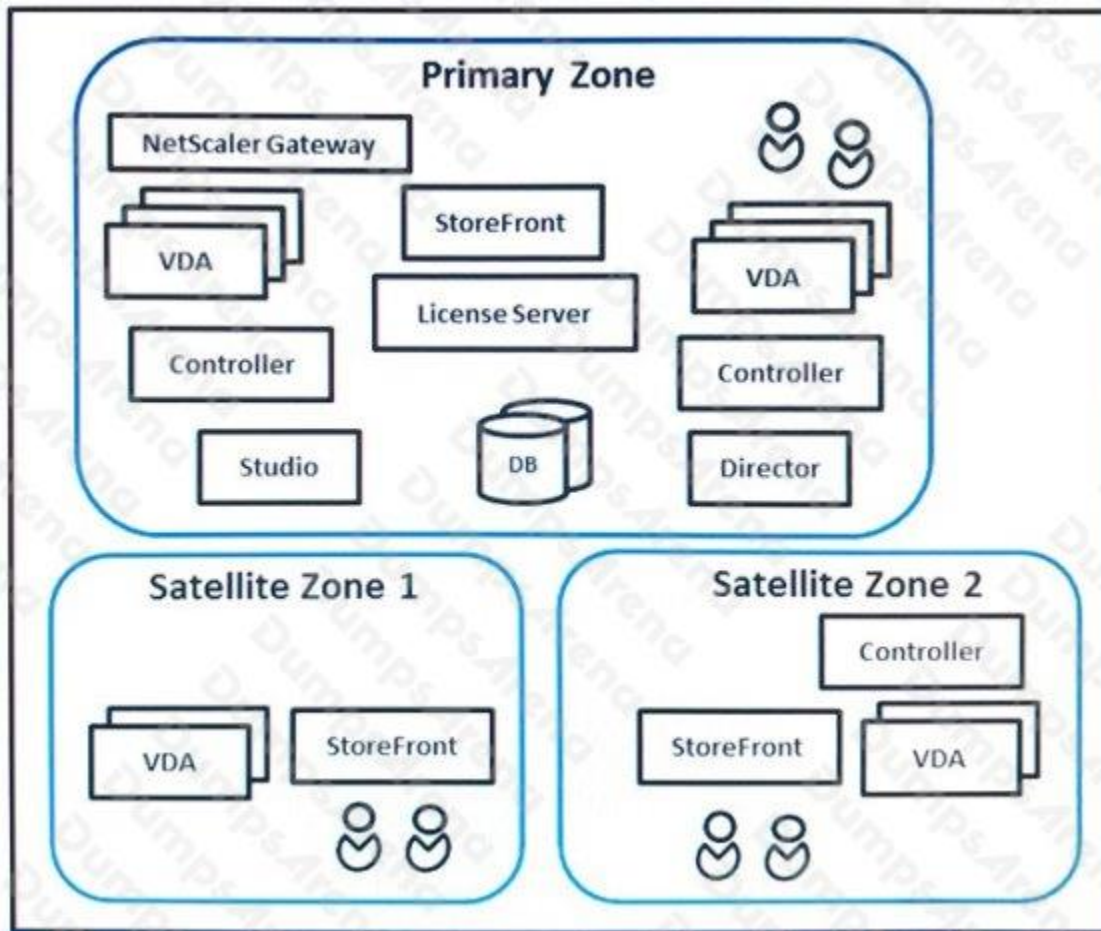 Primary Zone
NetScaler Gateway
StoreFront
VDA
VDA
License Server
Controller
Controller
Studio
DB
Director
Satellite Zone 1
VDA
StoreFront
Satellite Zone 2
Controller
StoreFront
VDA
DumpsArena